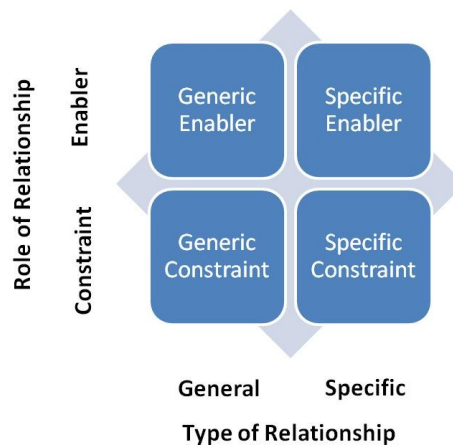 Role of Relationship
Enabler
Constraint
Generic
Enabler
Specific
Enabler
Generic
Constraint
Specific
Constraint
General
Specific
Type of Relationship